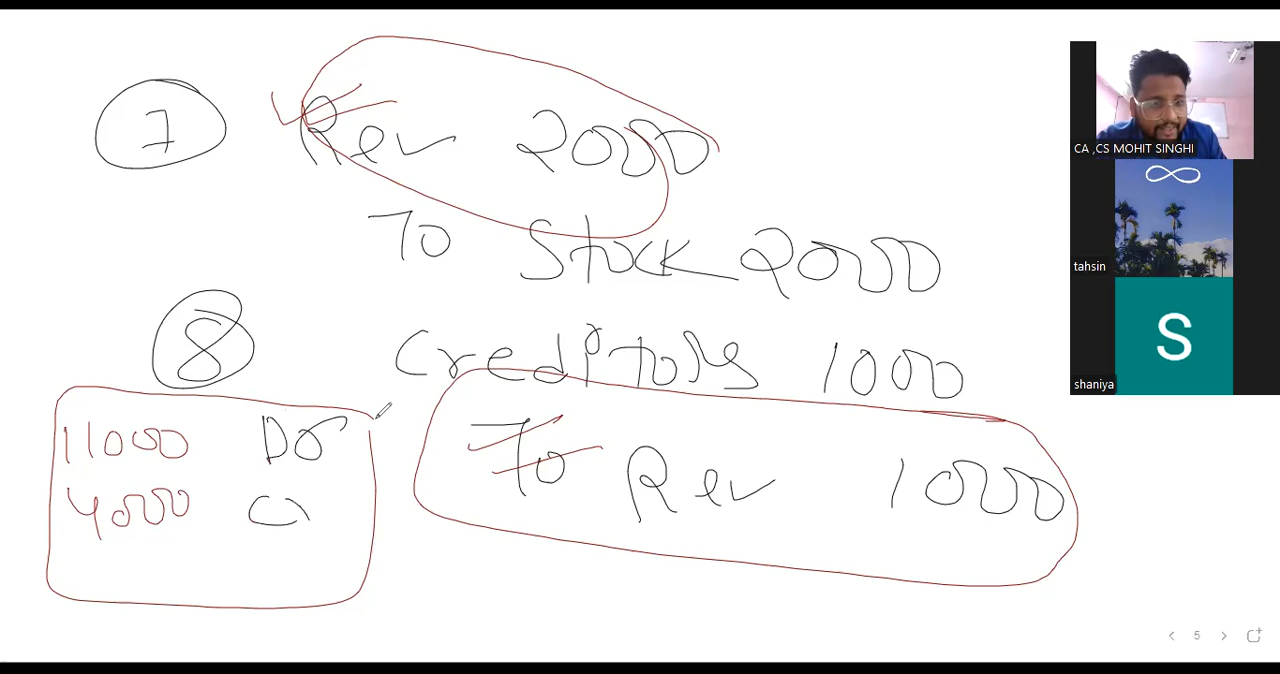 7 Rev 2000
To Stock 2000
8 Creditors 1000
To Rev 1000
11000 Dr
4000 Cr
CA ,CS MOHIT SINGHI
tahsin
S
shaniya
5